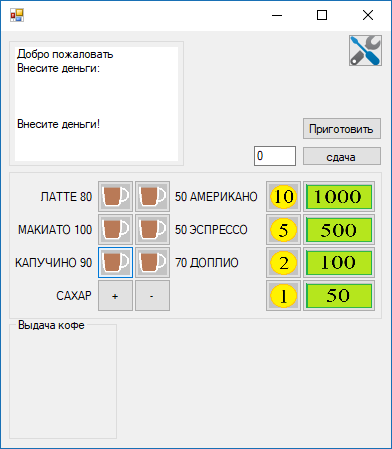 Добро пожаловать
Внесите деньги:
Внесите деньги!
Приготовить
0
сдача
ЛАТТЕ 80
50 АМЕРИКАНО
10
1000
МАКИАТО 100
50 ЭСПРЕССО
5
500
КАПУЧИНО 90
70 ДОПЛИО
2
100
САХАР
+
-
1
50
Выдача кофе